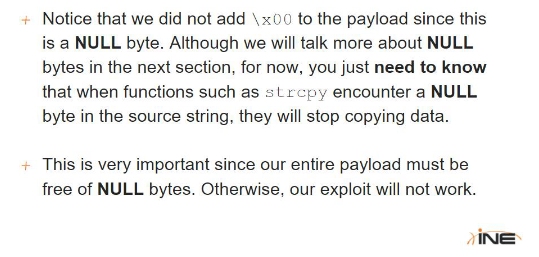 + Notice that we did not add \x00 to the payload since this
is a NULL byte. Although we will talk more about NULL
bytes in the next section, for now, you just need to know
that when functions such as strcpy encounter a NULL
byte in the source string, they will stop copying data.
+ This is very important since our entire payload must be
free of NULL bytes. Otherwise, our exploit will not work.
iNE